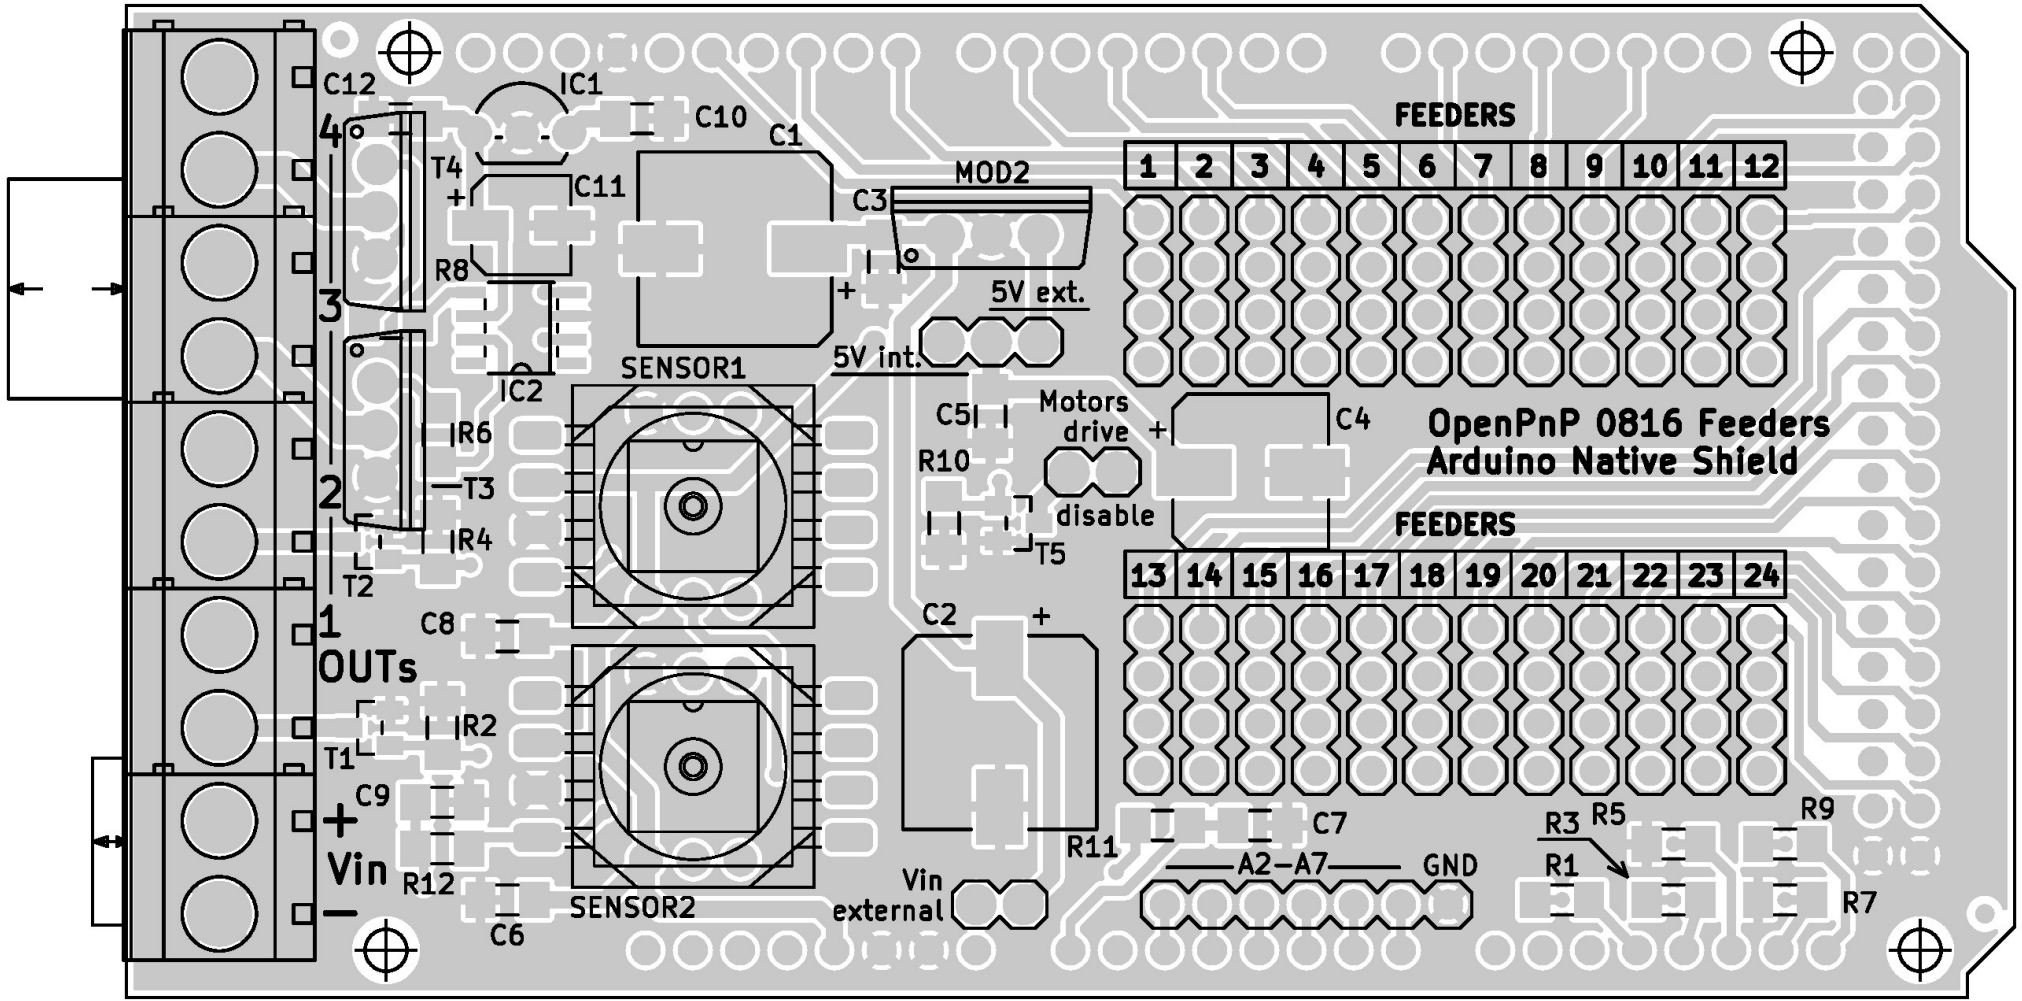 C12
IC1
C10
C1
4
T4
+
C11
R8
3
IC2
C3
MOD2
+
5V ext.
5V int.
FEEDERS
1 2 3 4 5 6 7 8 9 10 11 12
SENSOR1
R6
2
T3
R4
T2
C5
Motors
drive
+
C4
R10
disable
T5
OpenPnP 0816 Feeders
Arduino Native Shield
FEEDERS
13 14 15 16 17 18 19 20 21 22 23 24
1
OUTs
C8
C2
+
R2
T1
C9
+
Vin
R12
-
SENSOR2
C6
Vin
external
R11
C7
A2-A7
GND
R3
R5
R9
R1
R7